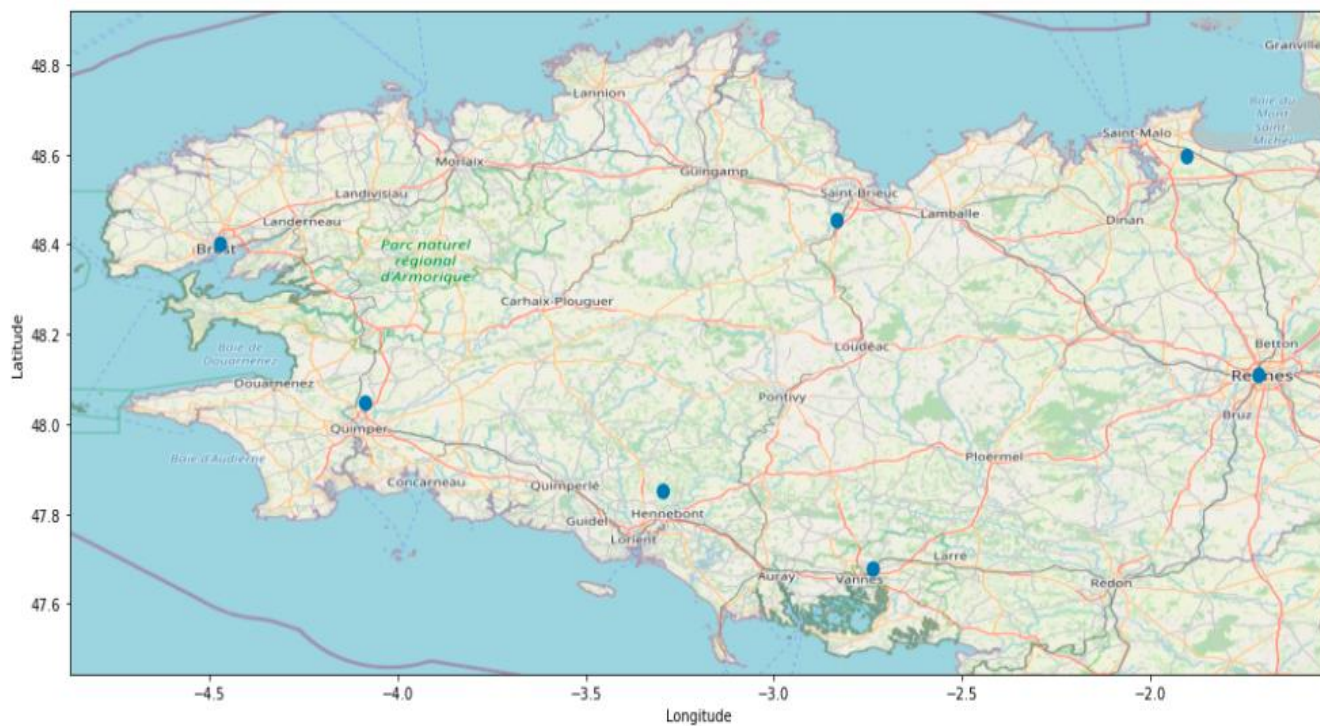 Granville
48.8
Lannion
Baie du
Mont
Saint-
Michel
Saint-Malo
48.6
Morlaix
Guingamp
Landivisiau
Saint-Brieuc
Landerneau
Lamballe
Dinan
48.4
Brest
Parc naturel
régional
d'Armorique
Carhaix-Plouguer
48.2
Latitude
Baie de
Douarnenez
Loudéac
Betton
Rennes
Douarnenez
Pontivy
Bruz
48.0
Quimper
Baie d'Audierne
Ploërmel
Concarneau
Quimperlé
47.8
Guidel
Hennebont
Lorient
Larré
Auray
Vannes
Redon
47.6
−4.5
−4.0
−3.5
−3.0
−2.5
−2.0
Longitude